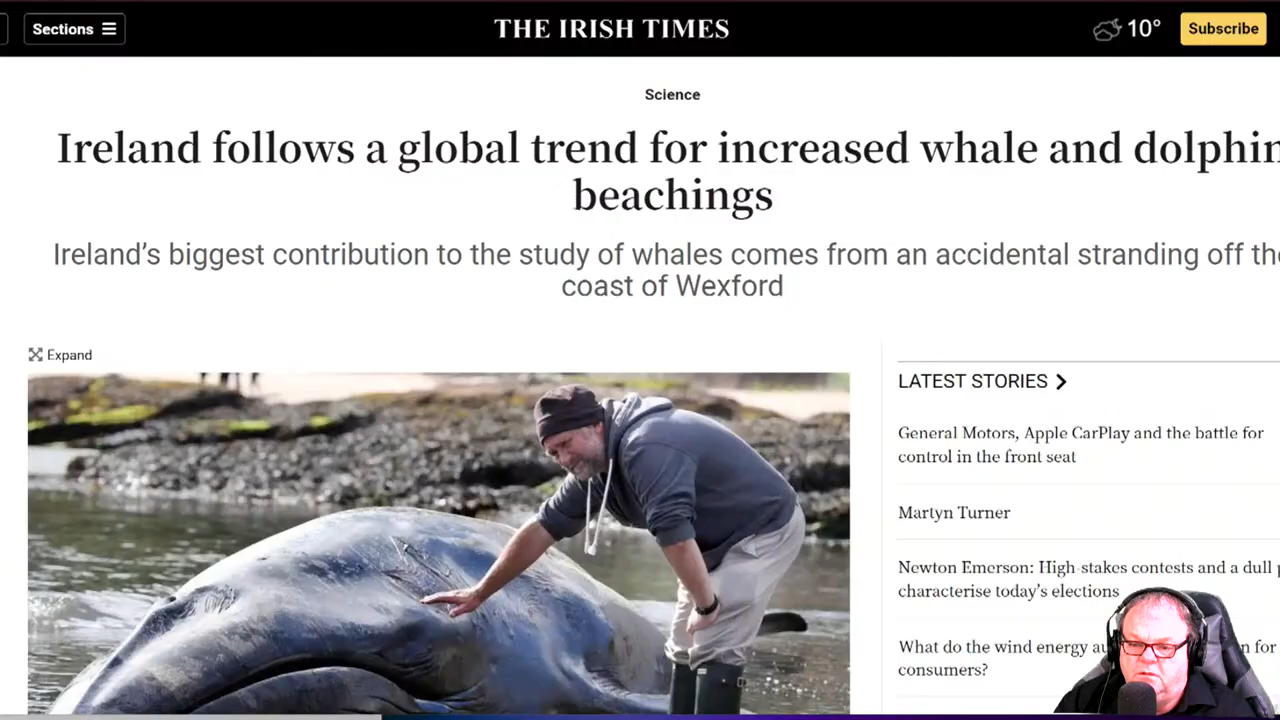 Sections
THE IRISH TIMES
10°
Subscribe
Science
Ireland follows a global trend for increased whale and dolphin
beachings
Ireland's biggest contribution to the study of whales comes from an accidental stranding off the
coast of Wexford
Expand
LATEST STORIES
General Motors, Apple CarPlay and the battle for
control in the front seat
Martyn Turner
Newton Emerson: High-stakes contests and a dull
characterise today's elections
What do the wind energy for
consumers?